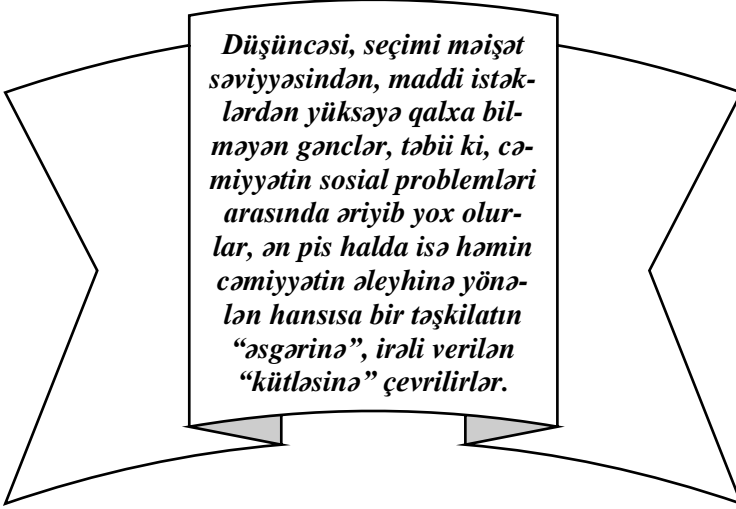 Düşüncəsi, seçimi məişət
səviyyəsindən, maddi istək-
lərdən yüksəyə qalxa bil-
məyən gənclər, təbii ki, cə-
miyyətin sosial problemləri
arasında əriyib yox olur-
lar, ən pis halda isə həmin
cəmiyyətin əleyhinə yönə-
lən hansısa bir təşkilatın
“əsgərinə”, irəli verilən
“kütləsinə” çevrilirlər.